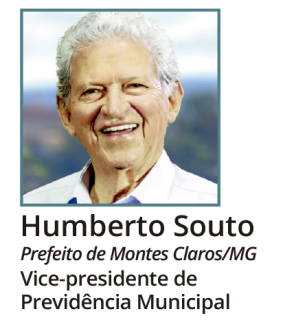 Humberto Souto
Prefeito de Montes Claros/MG
Vice-presidente de
Previdência Municipal